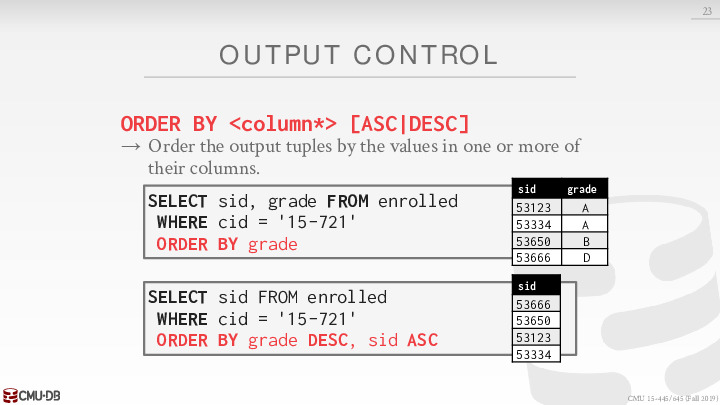 23
OUTPUT CONTROL
ORDER BY <column*> [ASC|DESC]
→ Order the output tuples by the values in one or more of
their columns.
SELECT sid, grade FROM enrolled
WHERE cid = '15-721'
ORDER BY grade
sid grade
53123 A
53334 A
53650 B
53666 D
SELECT sid FROM enrolled
WHERE cid = '15-721'
ORDER BY grade DESC, sid ASC
sid
53666
53650
53123
53334
CMU·DB
CMU 15-445/645 (Fall 2019)